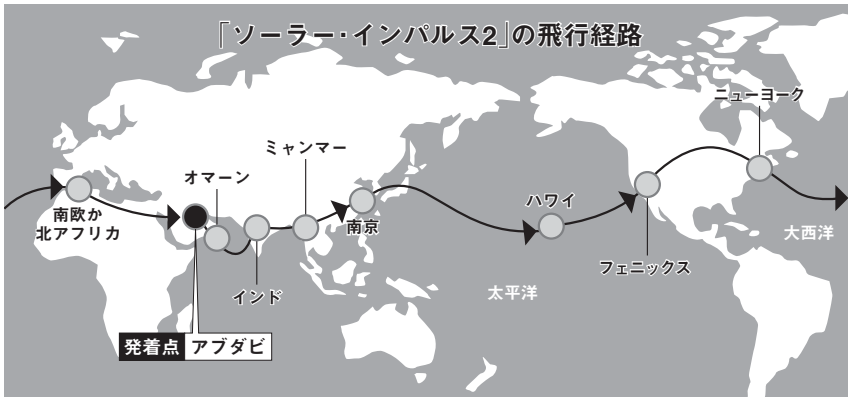 「ソーラー・インパルス2」の飛行経路
ニューヨーク
ミャンマー
オマーン
ハワイ
南欧か
北アフリカ
南京
大西洋
フェニックス
インド
太平洋
発着点 アブダビ